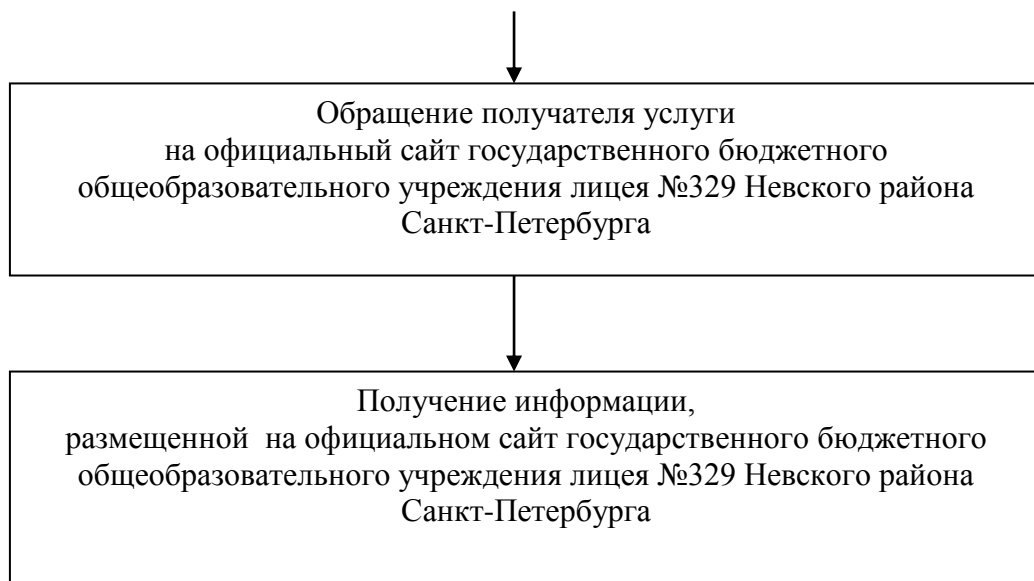 Обращение получателя услуги
на официальный сайт государственного бюджетного
общеобразовательного учреждения лицея №329 Невского района
Санкт-Петербурга
Получение информации,
размещенной  на официальном сайт государственного бюджетного
общеобразовательного учреждения лицея №329 Невского района
Санкт-Петербурга